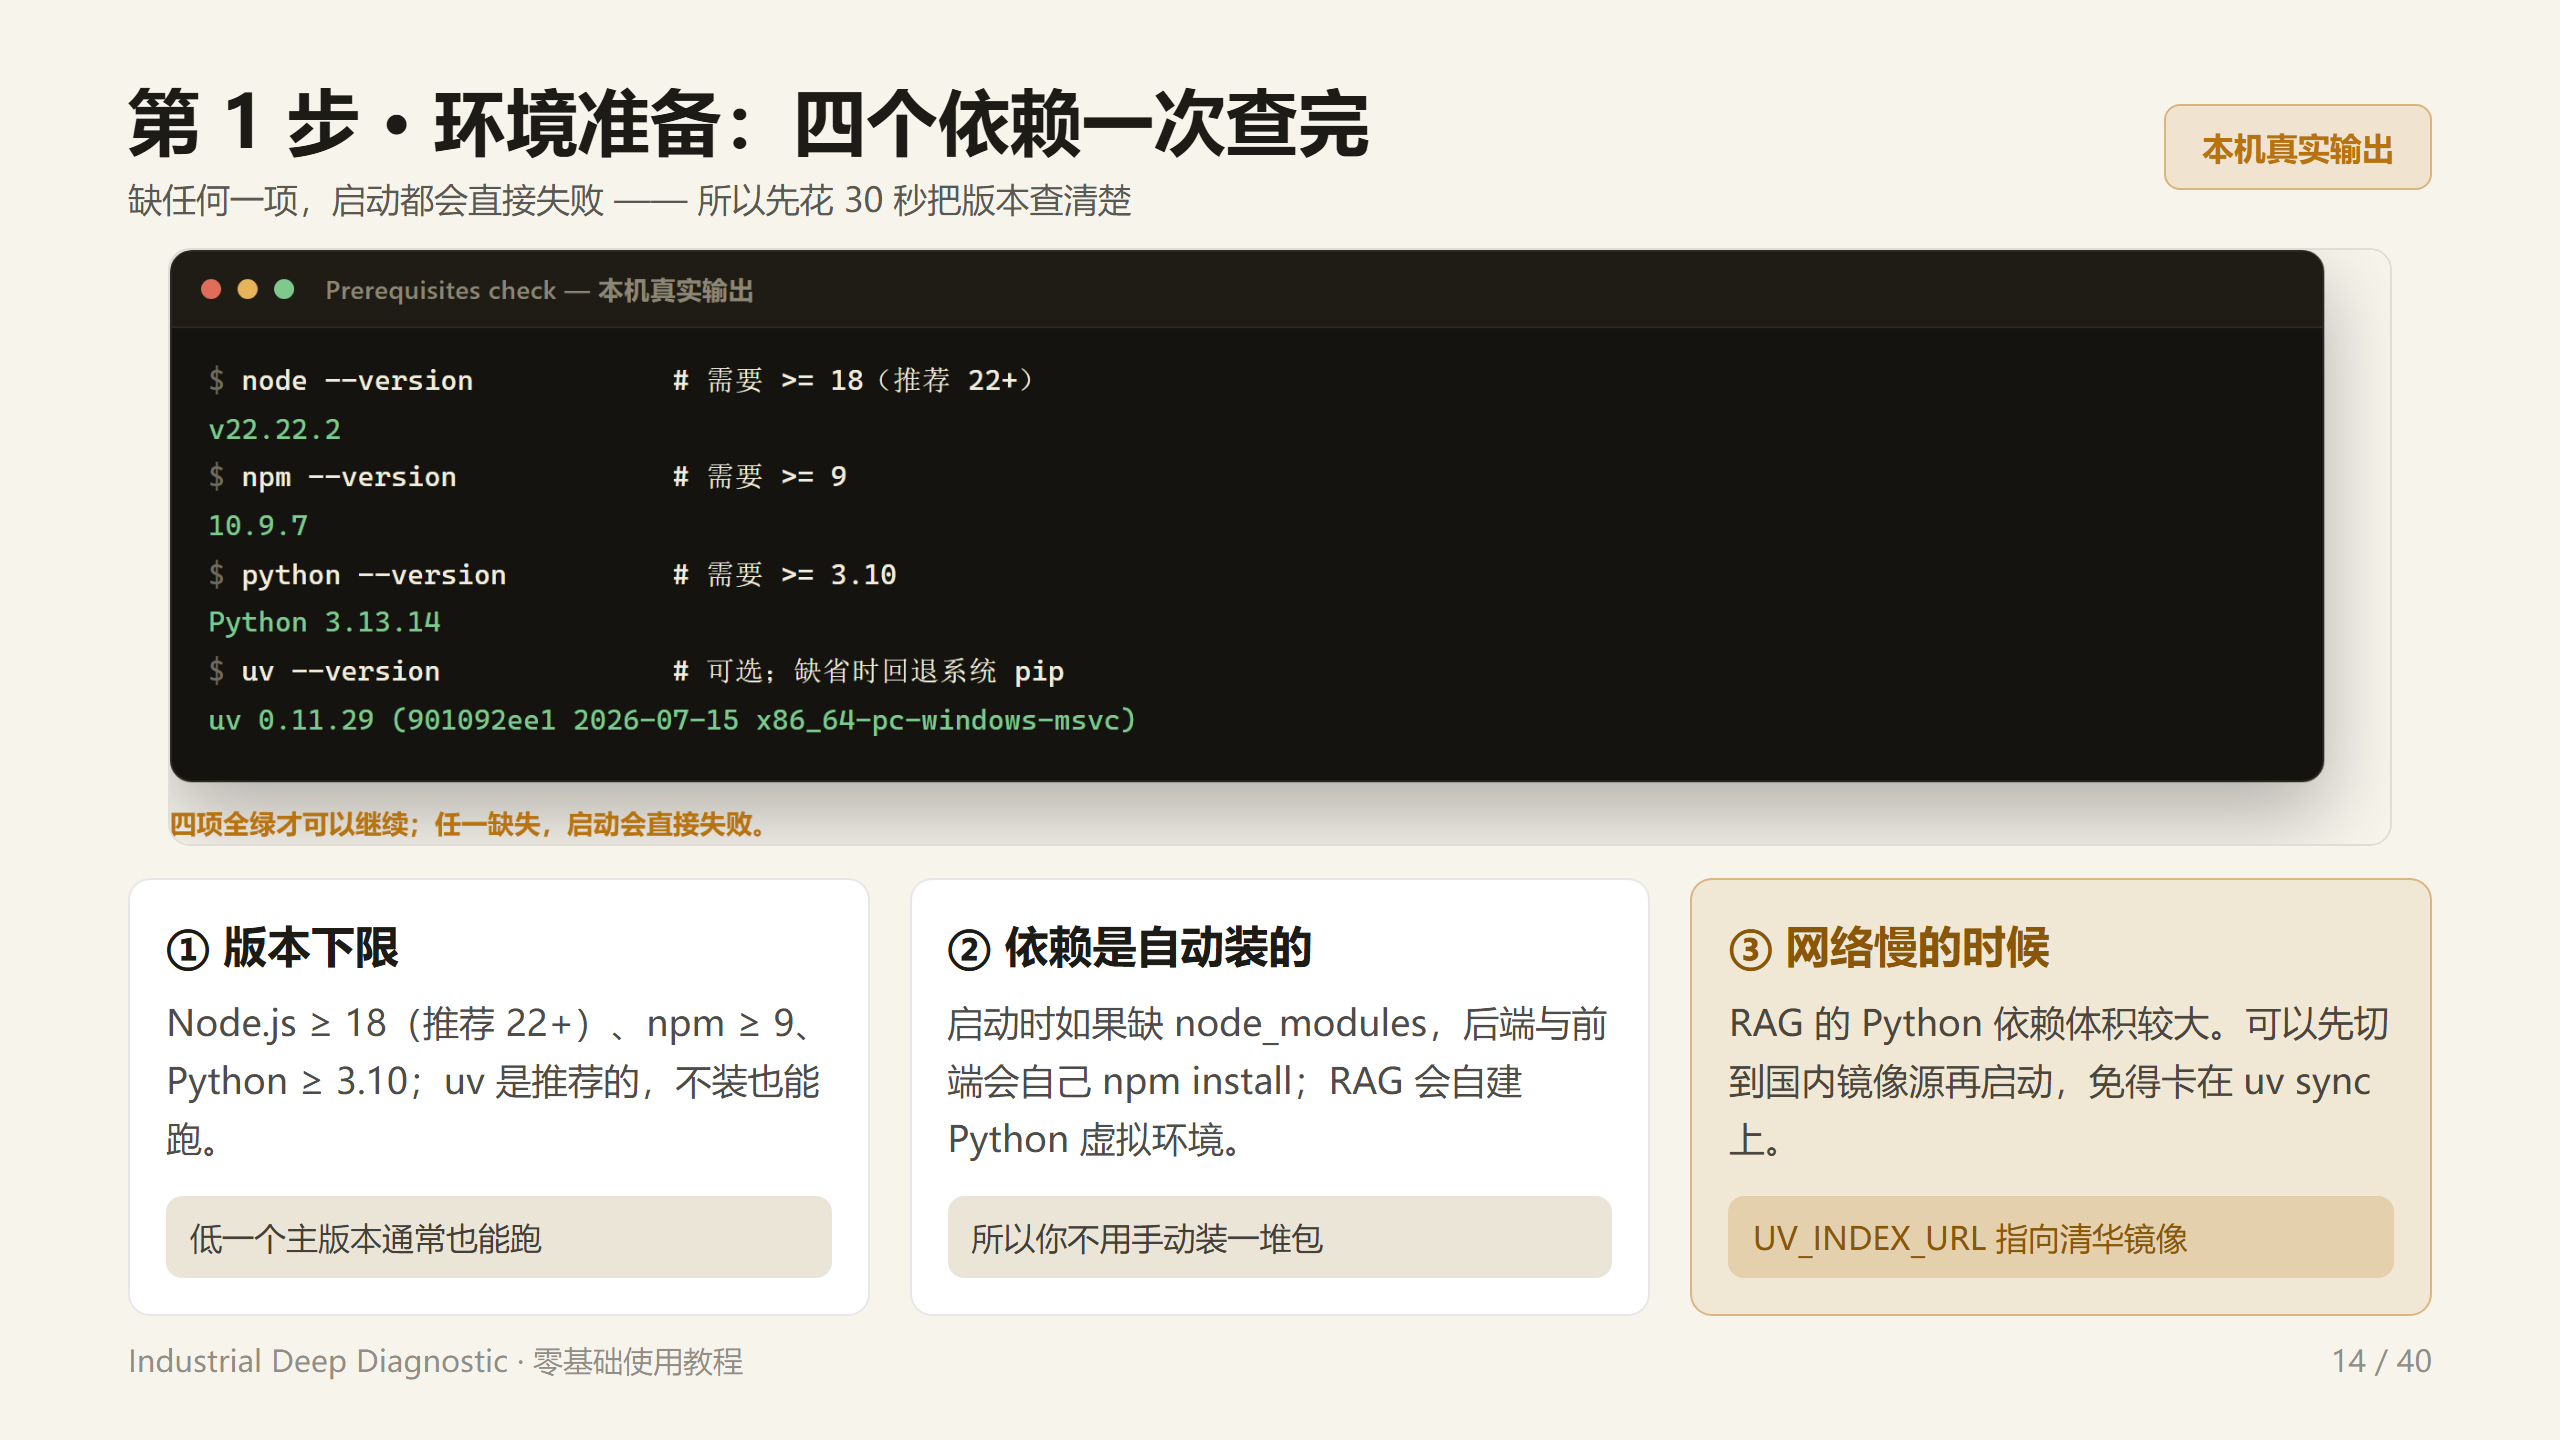 第 1 步 · 环境准备：四个依赖一次查完
缺任何一项，启动都会直接失败 —— 所以先花 30 秒把版本查清楚
本机真实输出
Prerequisites check — 本机真实输出
$ node --version # 需要 >= 18（推荐 22+）
v22.22.2
$ npm --version # 需要 >= 9
10.9.7
$ python --version # 需要 >= 3.10
Python 3.13.14
$ uv --version # 可选；缺省时回退系统 pip
uv 0.11.29 (901092ee1 2026-07-15 x86_64-pc-windows-msvc)
四项全绿才可以继续；任一缺失，启动会直接失败。
① 版本下限
Node.js ≥ 18（推荐 22+）、npm ≥ 9、
Python ≥ 3.10；uv 是推荐的，不装也能
跑。
低一个主版本通常也能跑
② 依赖是自动装的
启动时如果缺 node_modules，后端与前
端会自己 npm install；RAG 会自建
Python 虚拟环境。
所以你不用手动装一堆包
③ 网络慢的时候
RAG 的 Python 依赖体积较大。可以先切
到国内镜像源再启动，免得卡在 uv sync
上。
UV_INDEX_URL 指向清华镜像
Industrial Deep Diagnostic · 零基础使用教程
14 / 40